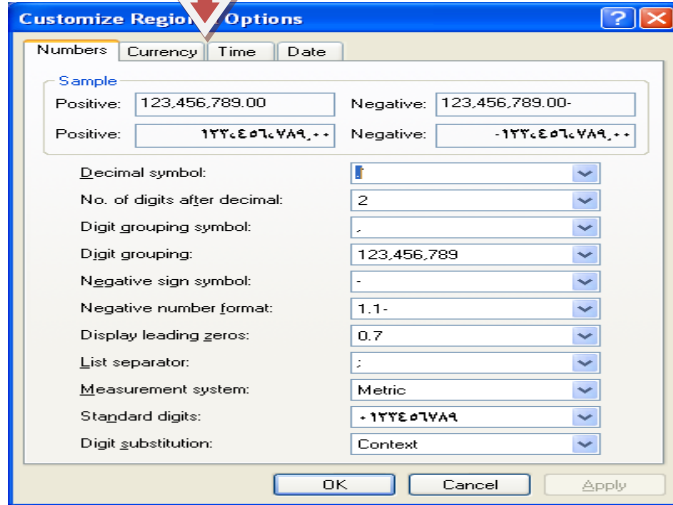 Customize Regional Options
Numbers Currency Time Date
Sample
Positive: 123,456,789.00 Negative: 123,456,789.00-
Positive: ١٢٣،٤٥٦،٧٨٩,٠٠ Negative: -١٢٣،٤٥٦،٧٨٩,٠٠
Decimal symbol: .
No. of digits after decimal: 2
Digit grouping symbol: ,
Digit grouping: 123,456,789
Negative sign symbol: -
Negative number format: 1.1-
Display leading zeros: 0.7
List separator: ;
Measurement system: Metric
Standard digits: ٠١٢٣٤٥٦٧٨٩
Digit substitution: Context
OK Cancel Apply